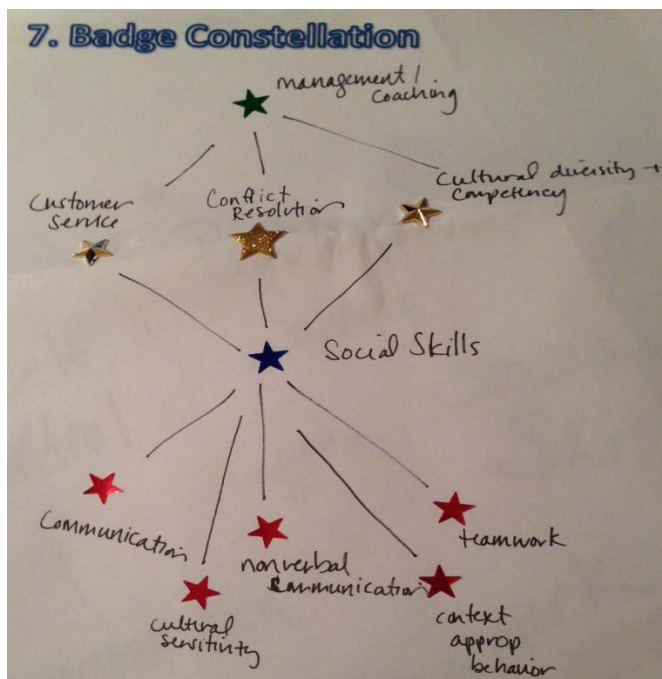 7. Badge Constellation
management /
coaching
Customer
service
Conflict
Resolution
Cultural diversity +
competency
Social Skills
Communication
cultural
sensitivity
nonverbal
communication
teamwork
context
approp
behavior